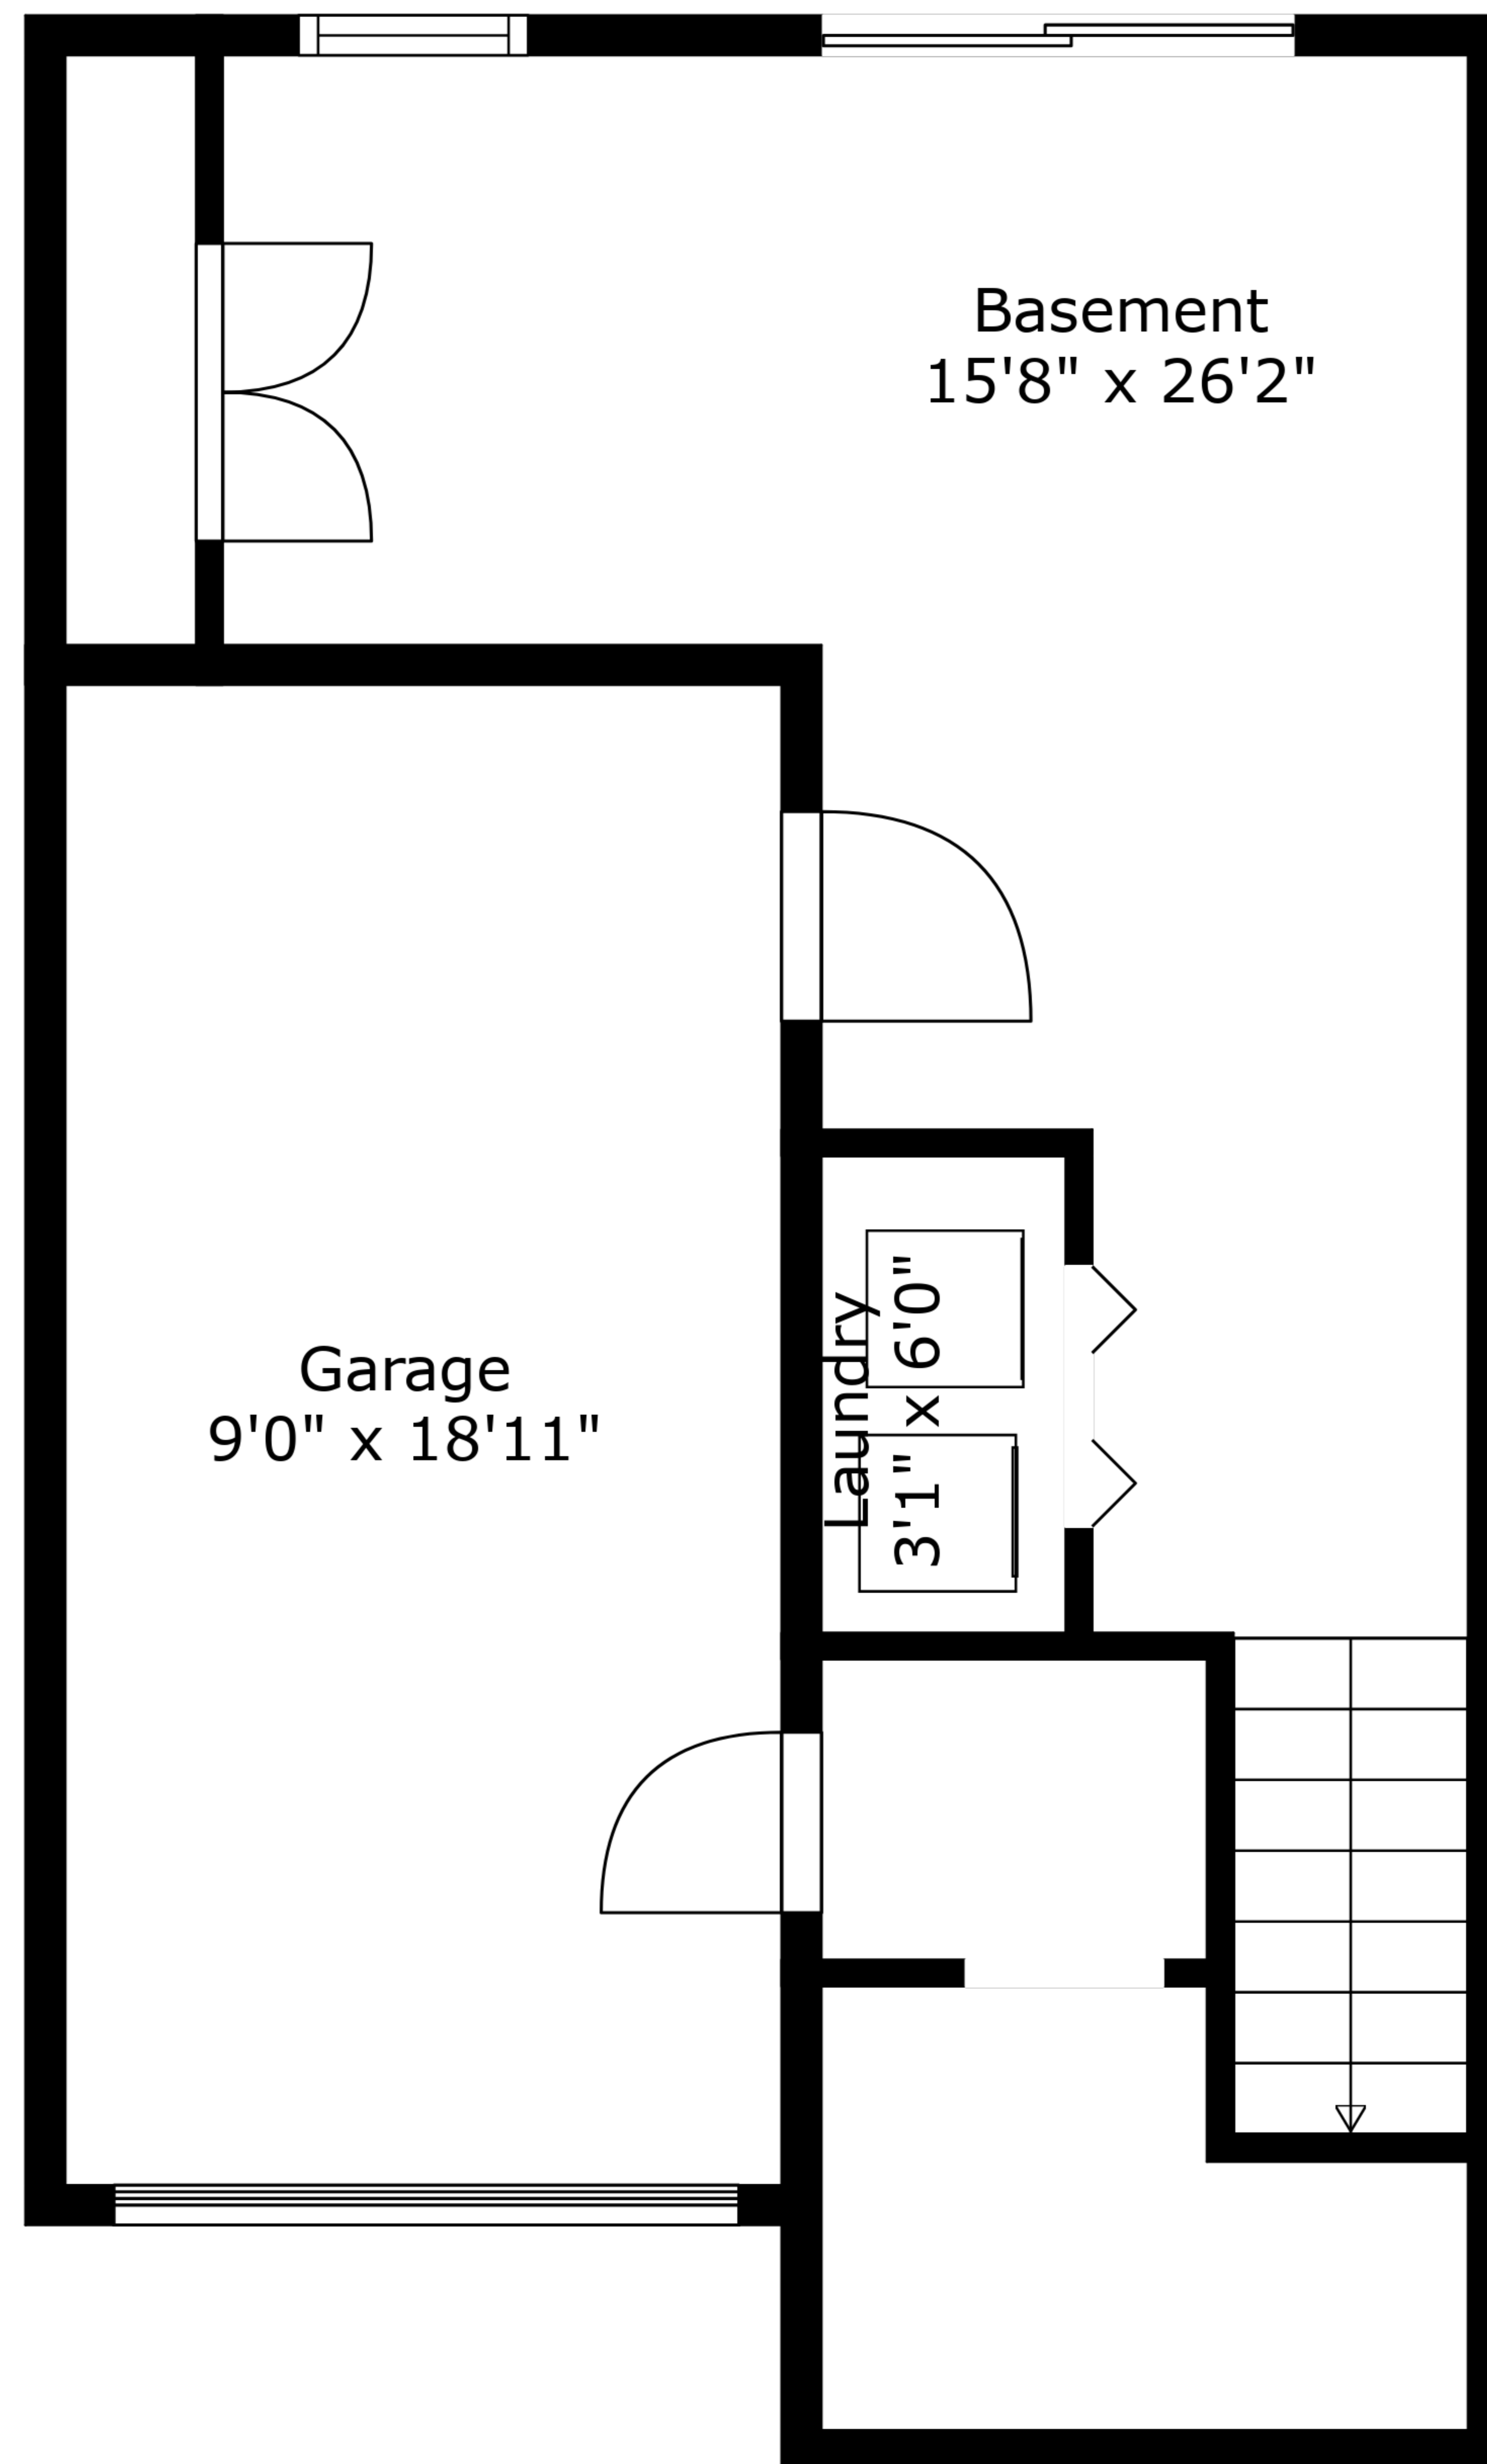 Basement
15'8" x 26'2"
Garage
9'0" x 18'11"
Laundry
3'1" x 6'0"